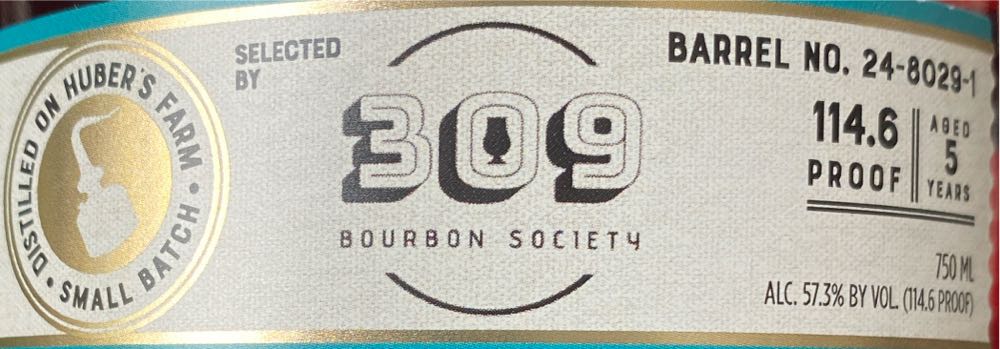 DISTILLED ON HUBER'S FARM • SMALL BATCH •
SELECTED
BY
309
BOURBON SOCIETY
BARREL NO. 24-8029-1
114.6
PROOF
AGED
5
YEARS
750 ML
ALC. 57.3% BY VOL. (114.6 PROOF)